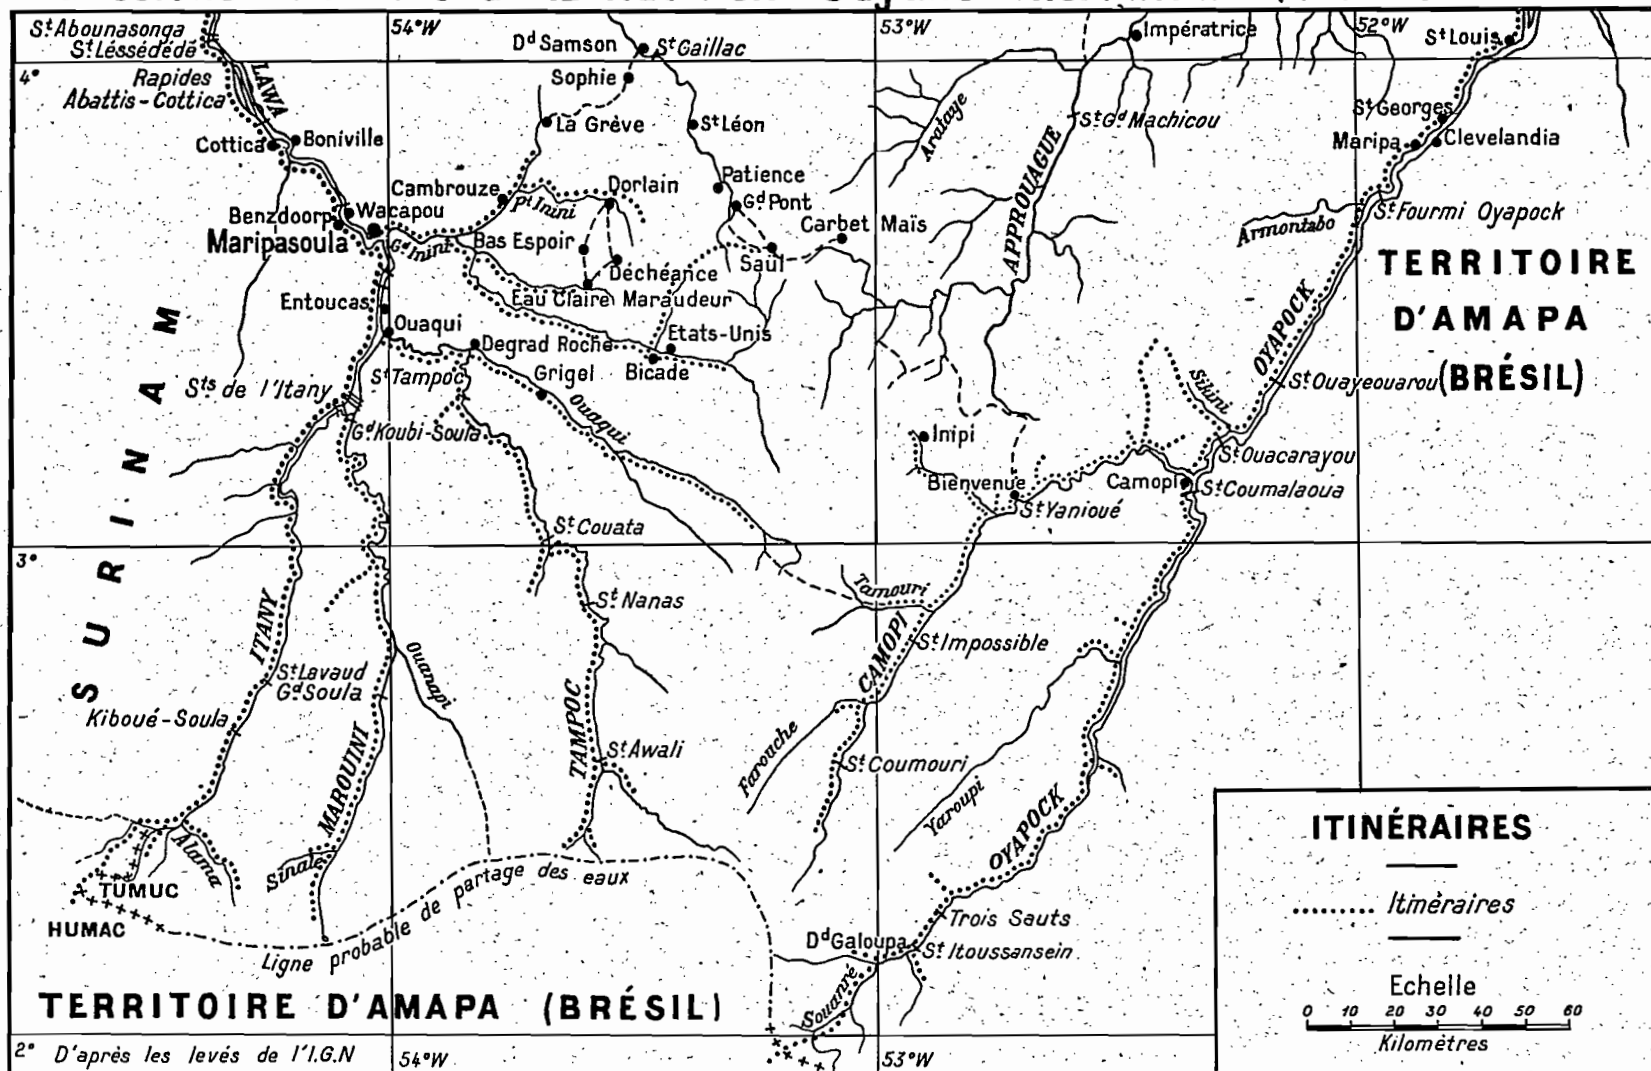 54°W
53°W
52°W
St Abounasonga
St Léssédédé
Dd Samson
St Gaillac
Impératrice
St Louis
4°
Rapides
Abattis-Cottica
LAWA
Sophie
La Grève
St Léon
Arataye
St Gd Machicou
St Georges
Maripa
Clevelandia
Cottica
Boniville
APPROUAGUE
Cambrouze
Pt Inini
Dorlain
Patience
Gd Pont
Carbet Maïs
Armontabo
St Fourmi Oyapock
Benzdoorp
Wacapou
Maripasoula
Gd Inini
Bas Espoir
Saül
Déchéance
Eau Claire
Maraudeur
TERRITOIRE
D'AMAPA
(BRÉSIL)
Entoucas
Ouaqui
Degrad Roche
Etats-Unis
Bicade
OYAPOCK
St Tampoc
Grigel
Ouaqui
Sikini
St Ouayeouarou
Sts de l'Itany
Gd Koubi-Soula
Inipi
St Ouacarayou
SURINAM
Bienvenue
Camopi
St Coumalaoua
St Yanioué
St Couata
3°
Tamouri
St Nanas
ITANY
Ouanapi
CAMOPI
St Impossible
St Lavaud
Gd Soula
Kiboué-Soula
MAROUINI
TAMPOC
Farouche
St Awali
St Coumouri
Yaroupi
OYAPOCK
Alama
Sinale
TUMUC
HUMAC
Ligne probable de partage des eaux
Trois Sauts
Dd Galoupa
St Itoussansein
Souanre
TERRITOIRE D'AMAPA (BRÉSIL)
2°
D'après les levés de l'I.G.N
54°W
53°W
ITINÉRAIRES
Itinèraires
Echelle
0 10 20 30 40 50 60
Kilomètres